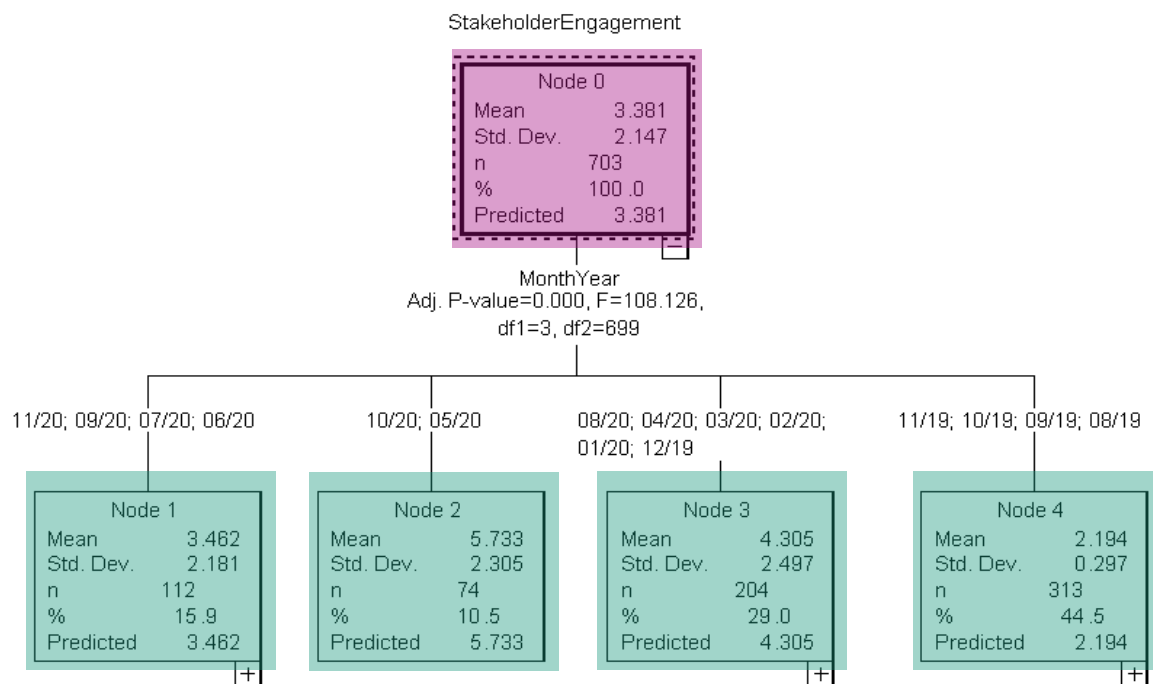 StakeholderEngagement
Node 0
Mean 3.381
Std. Dev. 2.147
n 703
% 100 .0
Predicted 3.381
MonthYear
Adj. P-value=0.000, F=108.126,
df1=3, df2=699
11/20; 09/20; 07/20; 06/20
Node 1
Mean 3.462
Std. Dev. 2.181
n 112
% 15.9
Predicted 3.462
10/20; 05/20
Node 2
Mean 5.733
Std. Dev. 2.305
n 74
% 10.5
Predicted 5.733
08/20; 04/20; 03/20; 02/20;
01/20; 12/19
Node 3
Mean 4.305
Std. Dev. 2.497
n 204
% 29.0
Predicted 4.305
11/19; 10/19; 09/19; 08/19
Node 4
Mean 2.194
Std. Dev. 0.297
n 313
% 44.5
Predicted 2.194